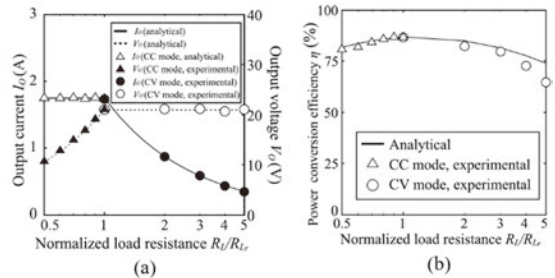 Output current I_O(A)
3
2
1
0
I_O(analytical)
V_O(analytical)
I_O(CC mode, analytical)
V_O(CC mode, experimental)
I_O(CV mode, experimental)
V_O(CV mode, experimental)
40
30
20
10
0
Output voltage V_O(V)
0.5 1 2 3 4 5
Normalized load resistance R_L/R_Lr
(a)
Power conversion efficiency η (%)
100
75
50
25
0
Analytical
CC mode, experimental
CV mode, experimental
0.5 1 2 3 4 5
Normalized load resistance R_L/R_Lr
(b)